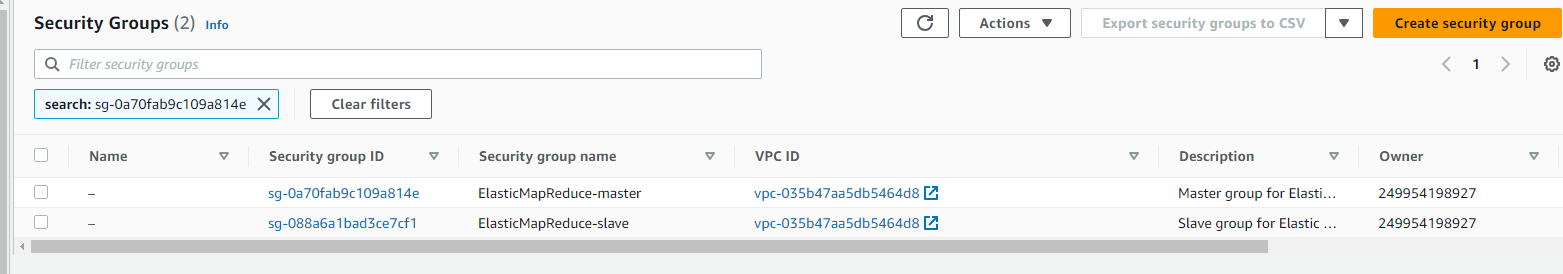 Security Groups (2) Info
Actions
Export security groups to CSV
Create security group
Filter security groups
1
search: sg-0a70fab9c109a814e
Clear filters
Name Security group ID Security group name VPC ID Description Owner
– sg-0a70fab9c109a814e ElasticMapReduce-master vpc-035b47aa5db5464d8 Master group for Elasti… 249954198927
– sg-088a6a1bad3ce7cf1 ElasticMapReduce-slave vpc-035b47aa5db5464d8 Slave group for Elastic … 249954198927